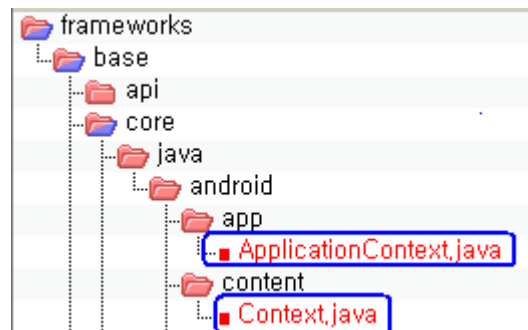 frameworks
base
api
core
java
android
app
ApplicationContext.java
content
Context.java